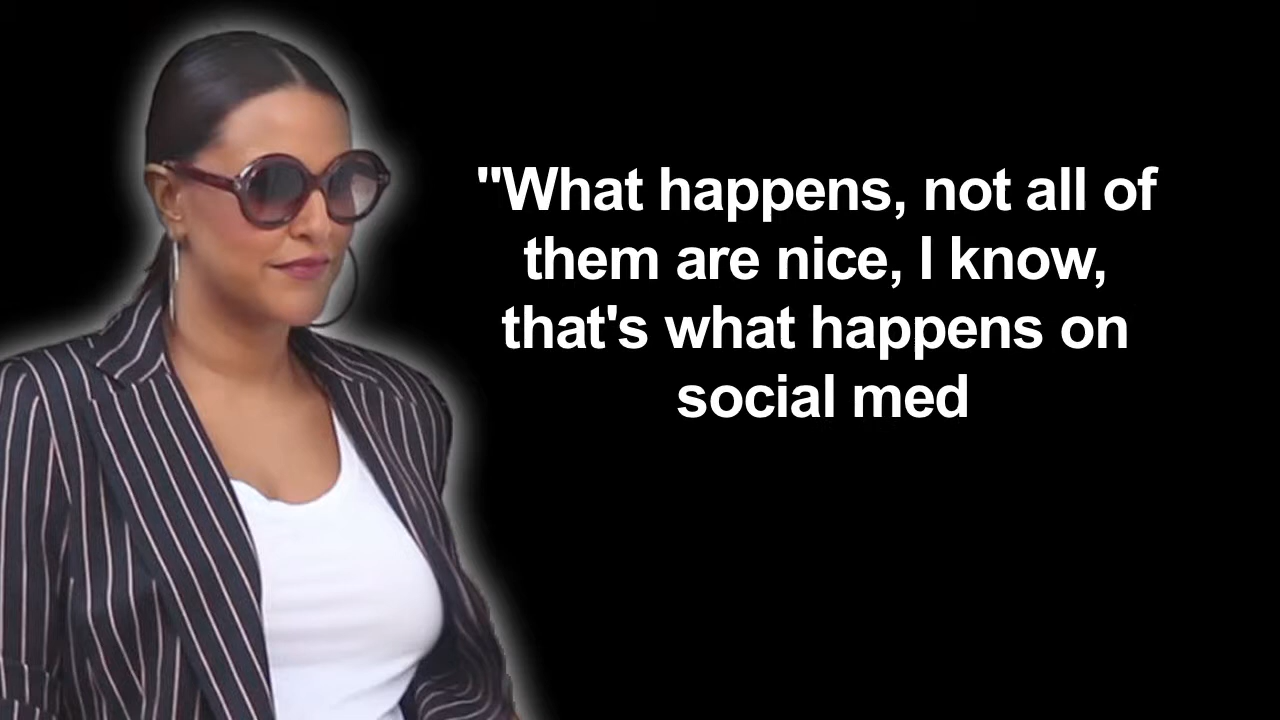 "What happens, not all of
them are nice, I know,
that's what happens on
social med